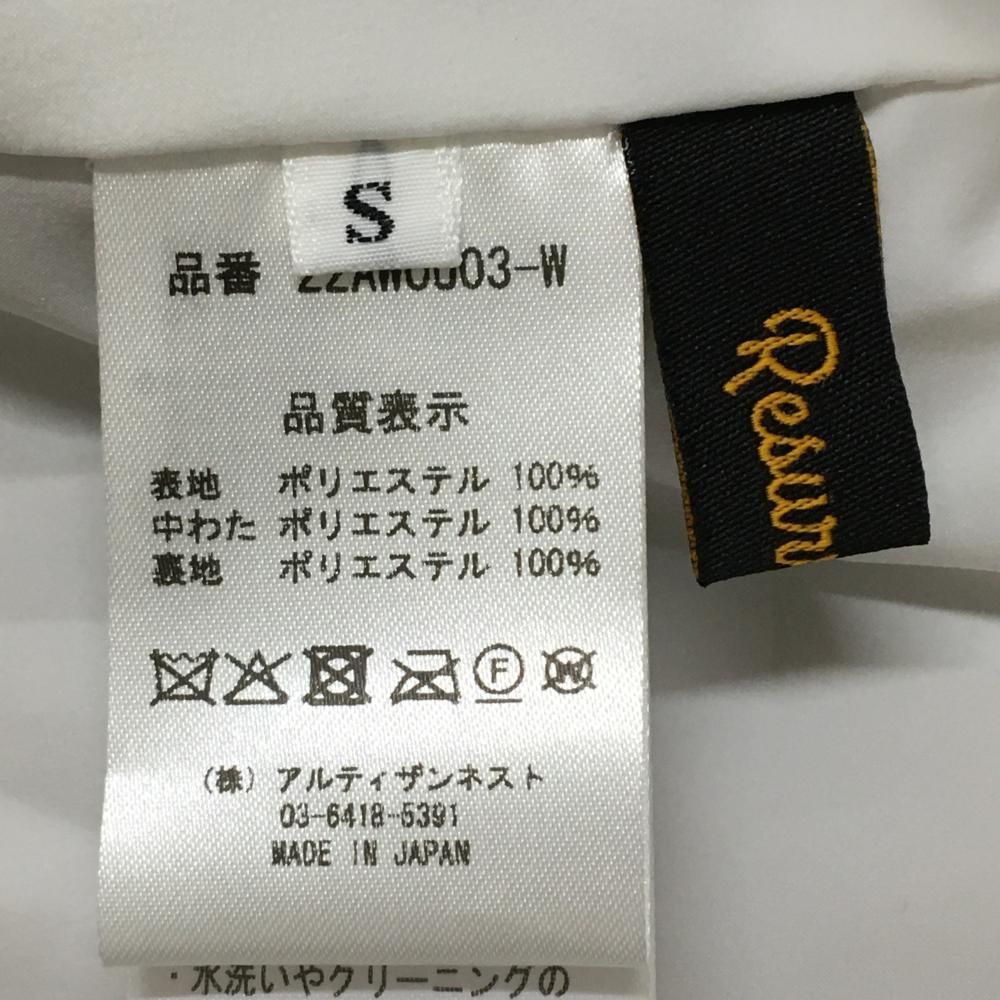 S
品番
品質表示
表地 ポリエステル 100%
中わた ポリエステル 100%
裏地 ポリエステル 100%
F
W
(株) アルティザンネスト
03-6418-5391
MADE IN JAPAN
・水洗いやクリーニングの